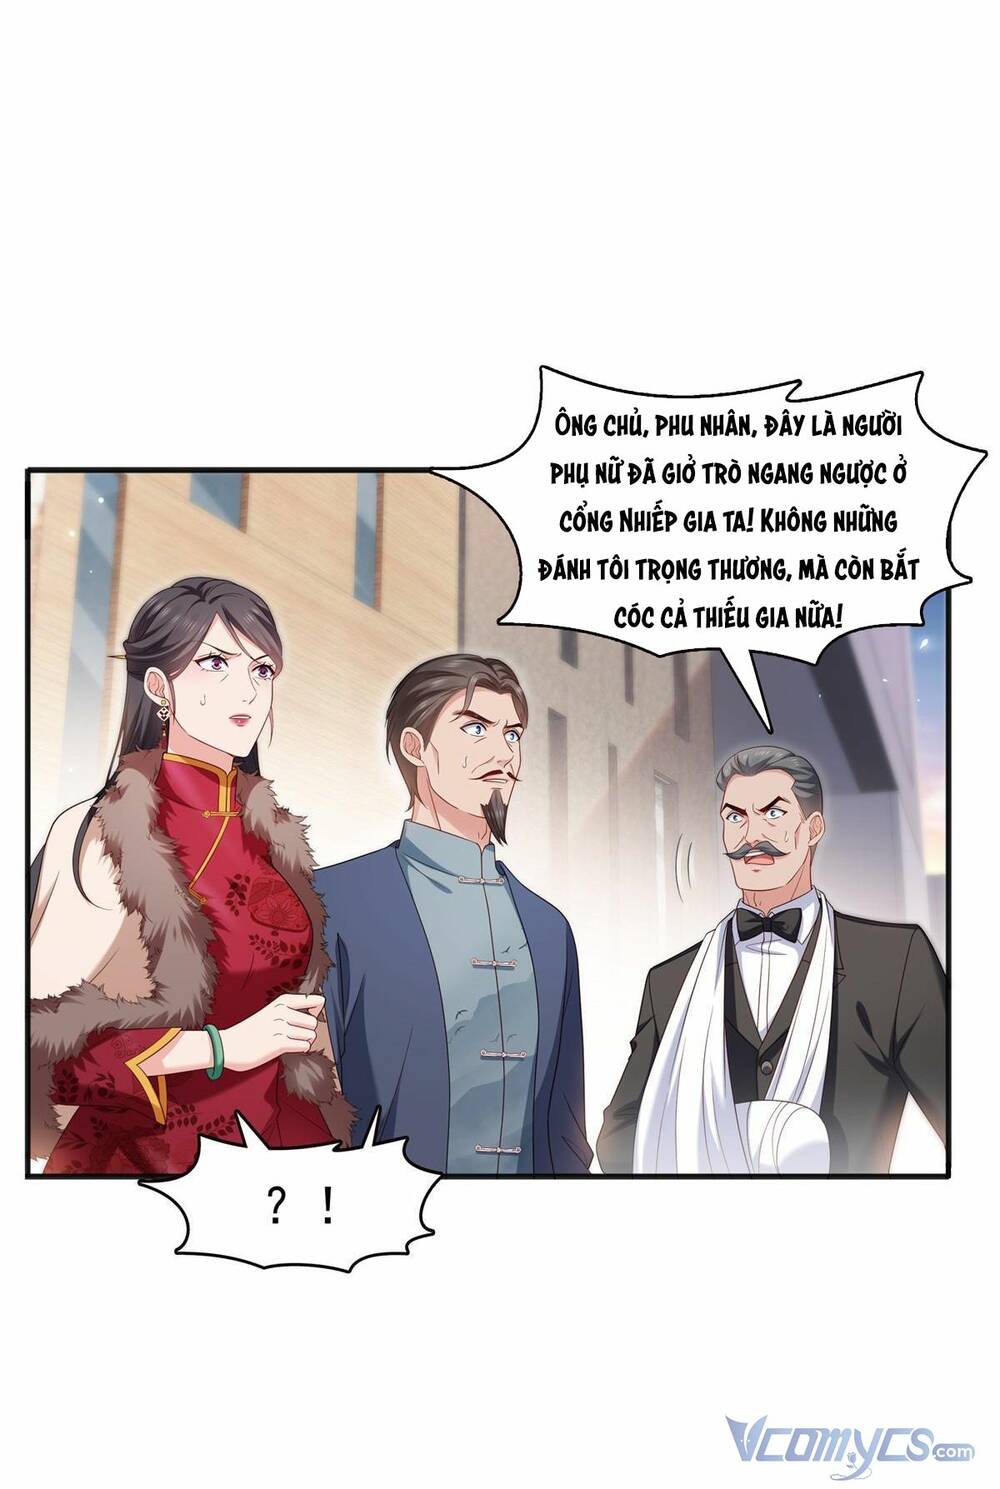 ÔNG CHỦ, PHU NHÂN, ĐÂY LÀ NGƯỜI
PHỤ NỮ ĐÃ GIỞ TRÒ NGANG NGƯỢC Ở
CỔNG NHIẾP GIA TA! KHÔNG NHỮNG
ĐÁNH TÔI TRỌNG THƯƠNG, MÀ CÒN BẮT
CÓC CẢ THIẾU GIA NỮA!
? !
VCOMYCS.com